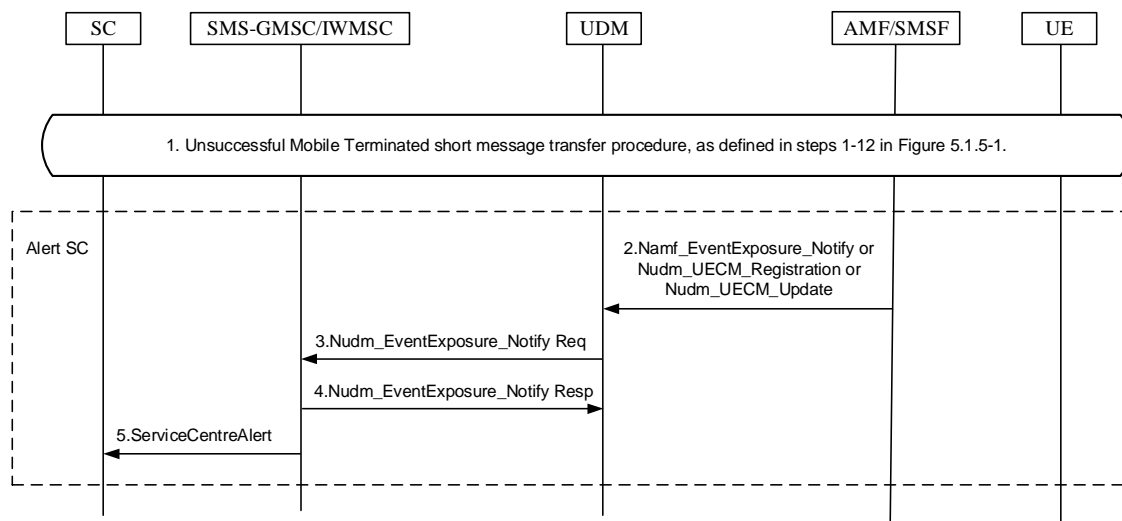 SC
SMS-GMSC/IWMSC
UDM
AMF/SMSF
UE
1. Unsuccessful Mobile Terminated short message transfer procedure, as defined in steps 1-12 in Figure 5.1.5-1.
Alert SC
2.Namf_EventExposure_Notify or
Nudm_UECM_Registration or
Nudm_UECM_Update
3.Nudm_EventExposure_Notify Req
4.Nudm_EventExposure_Notify Resp
5.ServiceCentreAlert